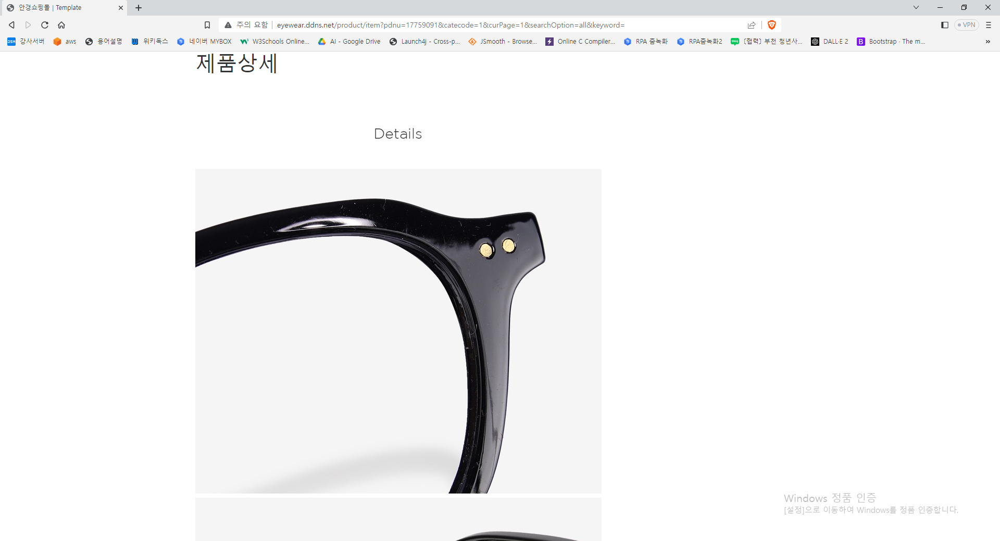 안경쇼핑몰 | Template
주의 요함
eyewear.ddns.net/product/item?pdnu=17759091&catecode=1&curPage=1&searchOption=all&keyword=
VPN
DSM 강사서버
aws
용어설명
위키독스
네이버 MYBOX
W3Schools Online...
AI - Google Drive
Launch4j - Cross-p...
JSmooth - Browse...
Online C Compiler...
RPA 줌녹화
RPA줌녹화2
blog [협력] 부천 청년사...
DALL·E 2
B Bootstrap · The m...
제품상세
Details
Windows 정품 인증
[설정]으로 이동하여 Windows를 정품 인증합니다.